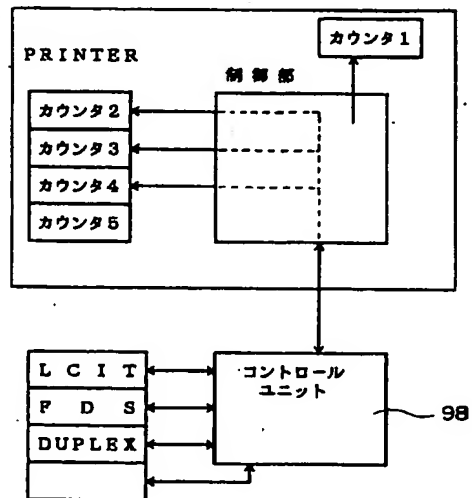 カウンタ1
PRINTER
制御部
カウンタ2
カウンタ3
カウンタ4
カウンタ5
LCIT
FDS
DUPLEX
コントロール
ユニット
98